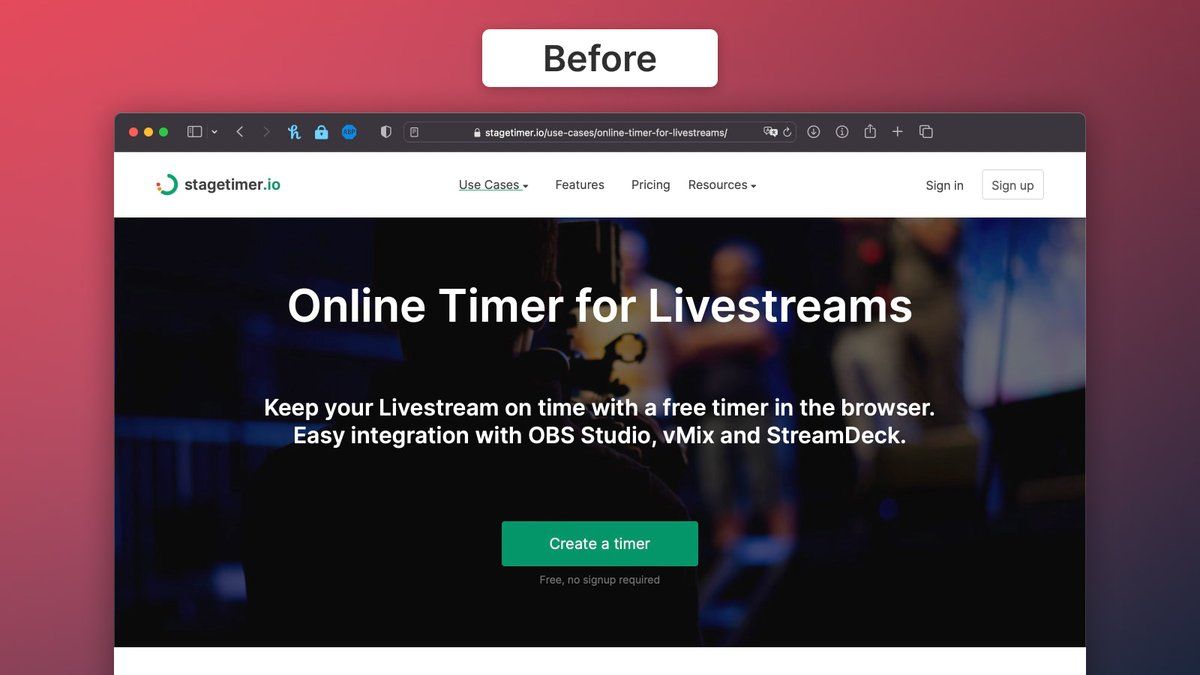 Before
ABP
stagetimer.io/use-cases/online-timer-for-livestreams/
stagetimer.io
Use Cases
Features
Pricing
Resources
Sign in
Sign up
Online Timer for Livestreams
Keep your Livestream on time with a free timer in the browser.
Easy integration with OBS Studio, vMix and StreamDeck.
Create a timer
Free, no signup required